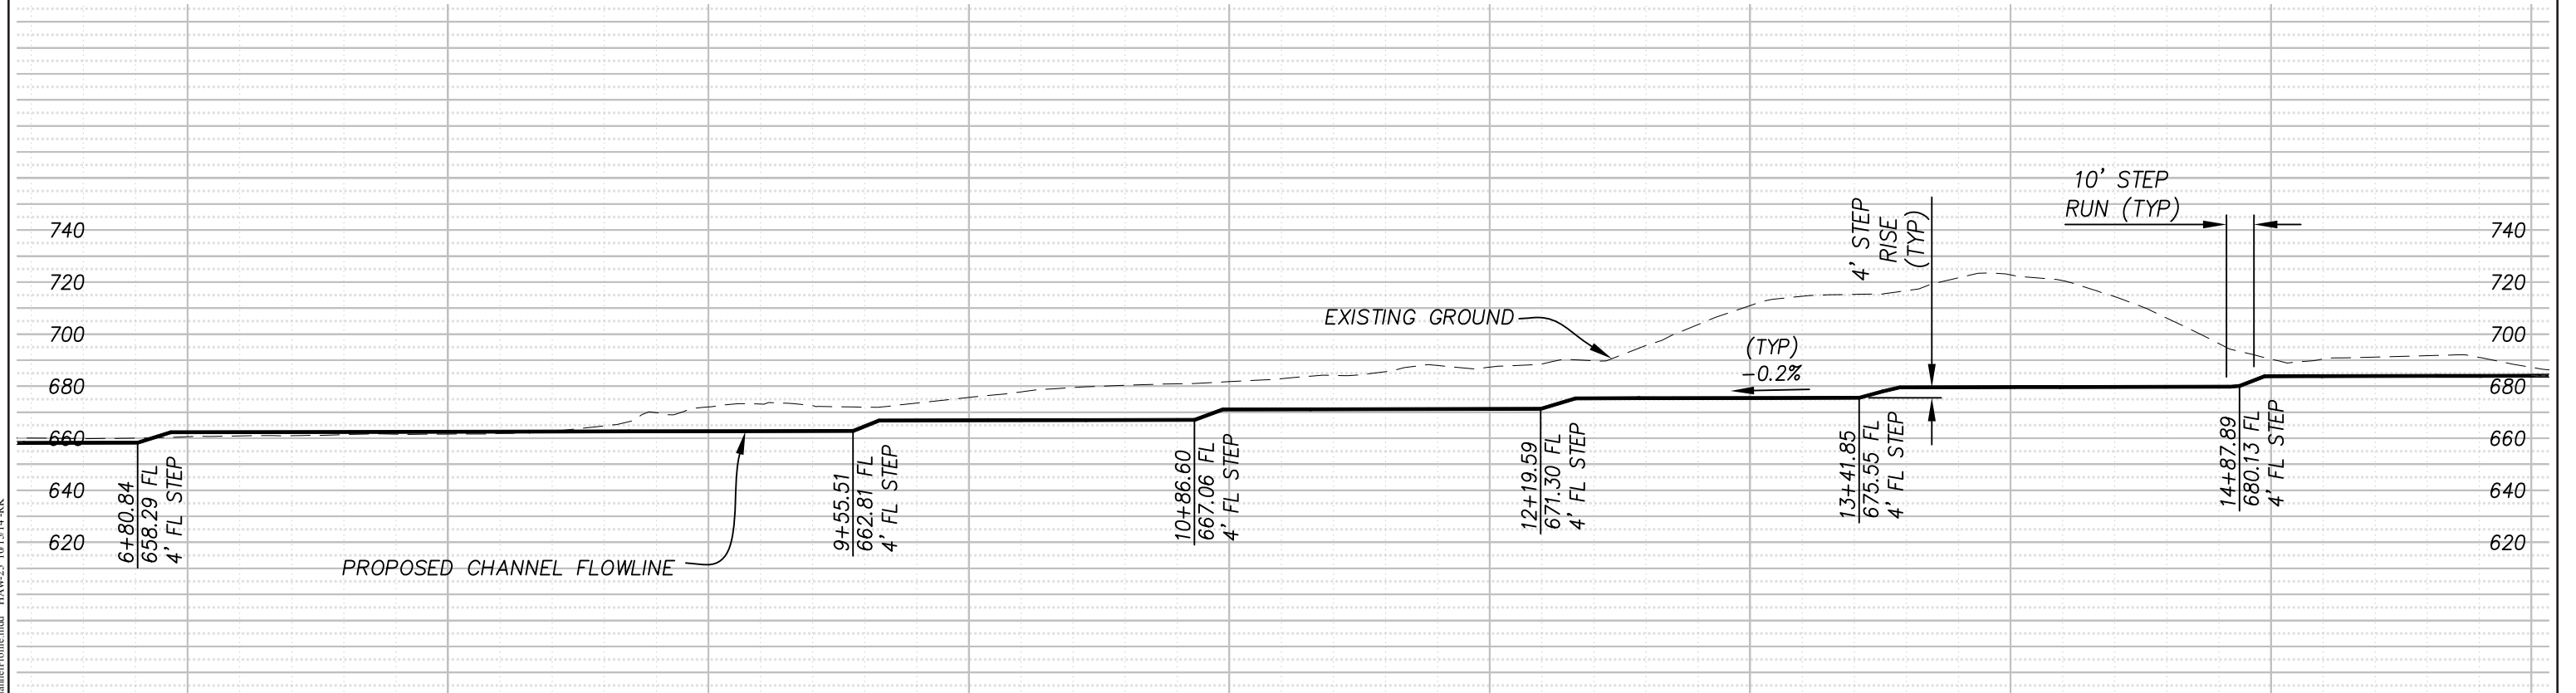 10' STEP
RUN (TYP)
4' STEP
RISE
(TYP)
740
720
700
680
660
640
620
740
720
700
680
660
640
620
EXISTING GROUND
(TYP)
-0.2%
6+80.84
658.29 FL
4' FL STEP
9+55.51
662.81 FL
4' FL STEP
10+86.60
667.06 FL
4' FL STEP
12+19.59
671.30 FL
4' FL STEP
13+41.85
675.55 FL
4' FL STEP
14+87.89
680.13 FL
4' FL STEP
PROPOSED CHANNEL FLOWLINE